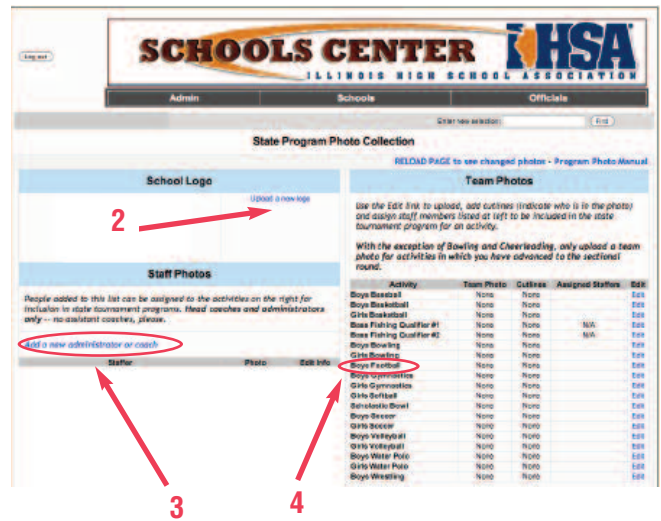 Log out
SCHOOLS CENTER
IHSA
ILLINOIS HIGH SCHOOL ASSOCIATION
Admin Schools Officials
Enter new selection: Find
State Program Photo Collection
RELOAD PAGE to see changed photos - Program Photo Manual
School Logo
Upload a new logo
2
Staff Photos
People added to this list can be assigned to the activities on the right for
inclusion in state tournament programs. Head coaches and administrators
only -- no assistant coaches, please.
Add a new administrator or coach
Staffer Photo Edit Info
3
Team Photos
Use the Edit link to upload, add cutlines (indicate who is in the photo)
and assign staff members listed at left to be included in the state
tournament program for an activity.
With the exception of Bowling and Cheerleading, only upload a team
photo for activities in which you have advanced to the sectional
round.
Activity Team Photo Cutlines Assigned Staffers Edit
Boys Baseball None None Edit
Boys Basketball None None Edit
Girls Basketball None None Edit
Bass Fishing Qualifier #1 None None N/A Edit
Bass Fishing Qualifier #2 None None N/A Edit
Boys Bowling None None Edit
Girls Bowling None None Edit
Boys Football None None Edit
Boys Gymnastics None None Edit
Girls Gymnastics None None Edit
Girls Softball None None Edit
Scholastic Bowl None None Edit
Boys Soccer None None Edit
Girls Soccer None None Edit
Boys Volleyball None None Edit
Girls Volleyball None None Edit
Boys Water Polo None None Edit
Girls Water Polo None None Edit
Boys Wrestling None None Edit
4